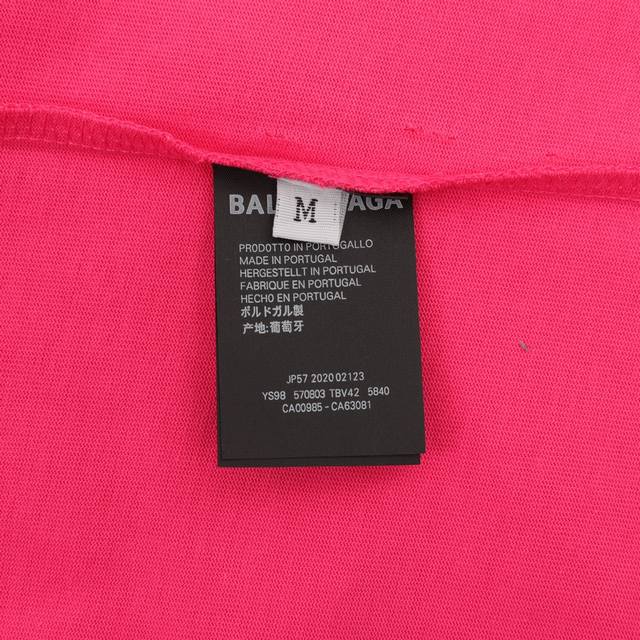 BAL AGA
M
PRODOTTO IN PORTOGALLO
MADE IN PORTUGAL
HERGESTELLT IN PORTUGAL
FABRIQUE EN PORTUGAL
HECHO EN PORTUGAL
ポルトガル製
产地:葡萄牙
JP57 2020 02123
YS98 570803 TBV42 5840
CA00985-CA63081